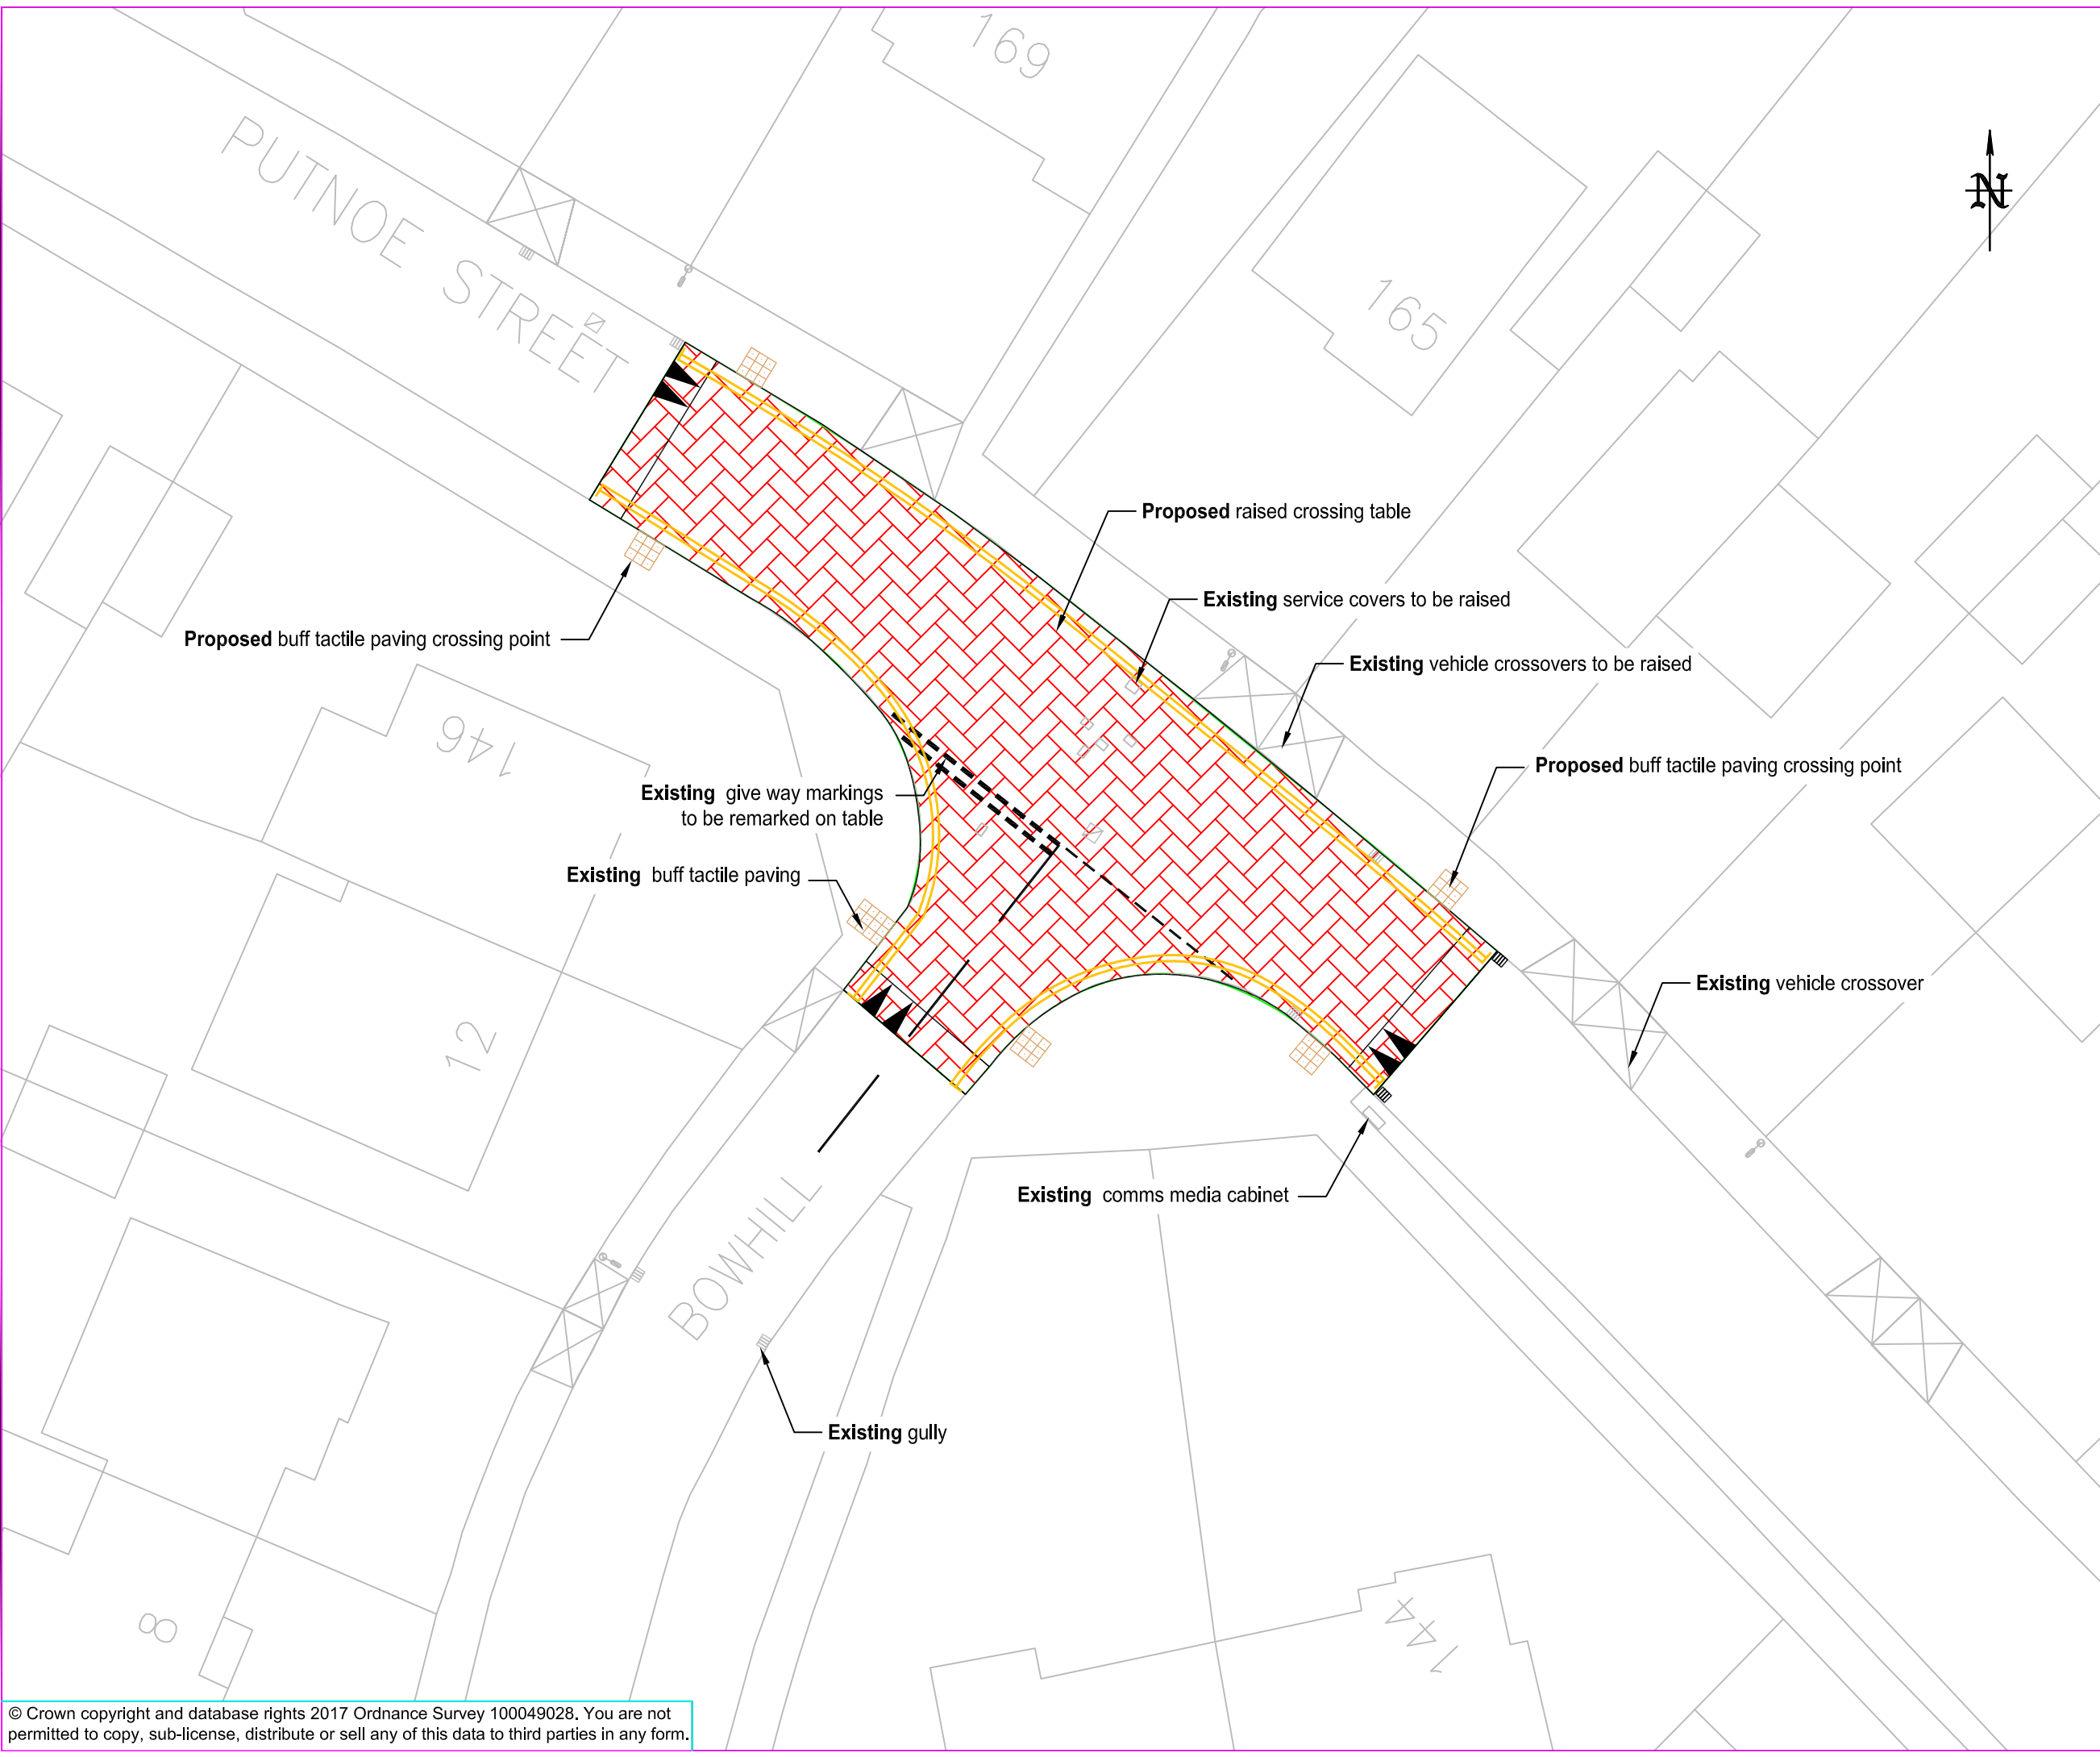 169
PUTNOE STREET
N
165
Proposed raised crossing table
Existing service covers to be raised
Proposed buff tactile paving crossing point
Existing vehicle crossovers to be raised
146
Proposed buff tactile paving crossing point
Existing give way markings
to be remarked on table
Existing buff tactile paving
Existing vehicle crossover
12
Existing comms media cabinet
BOWHILL
Existing gully
8
144
© Crown copyright and database rights 2017 Ordnance Survey 100049028. You are not
permitted to copy, sub-license, distribute or sell any of this data to third parties in any form.